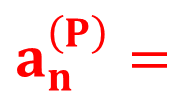 a_n^(P) =